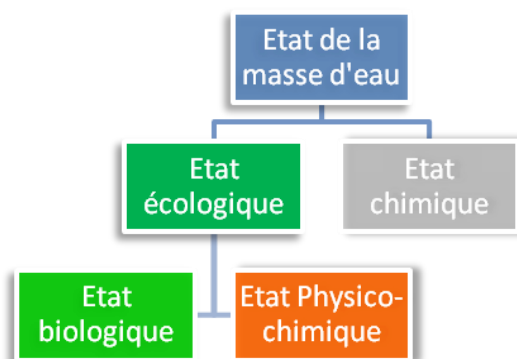 Etat de la
masse d'eau
Etat
écologique
Etat
chimique
Etat
biologique
Etat Physico-
chimique